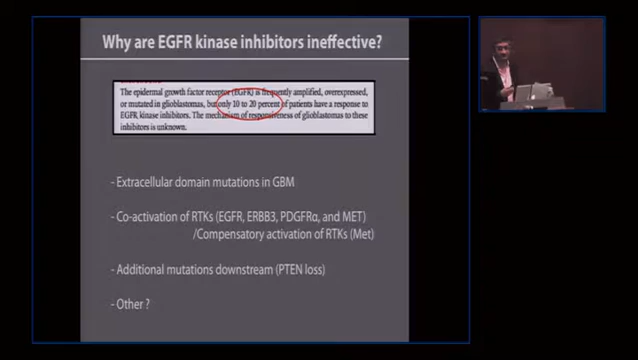 Why are EGFR kinase inhibitors ineffective?
The epidermal growth factor receptor (EGFR) is frequently amplified, overexpressed,
or mutated in glioblastomas, but only 10 to 20 percent of patients have a response to
EGFR kinase inhibitors. The mechanism of responsiveness of glioblastomas to these
inhibitors is unknown.
- Extracellular domain mutations in GBM
- Co-activation of RTKs (EGFR, ERBB3, PDGFRα, and MET)
/Compensatory activation of RTKs (Met)
- Additional mutations downstream (PTEN loss)
- Other ?